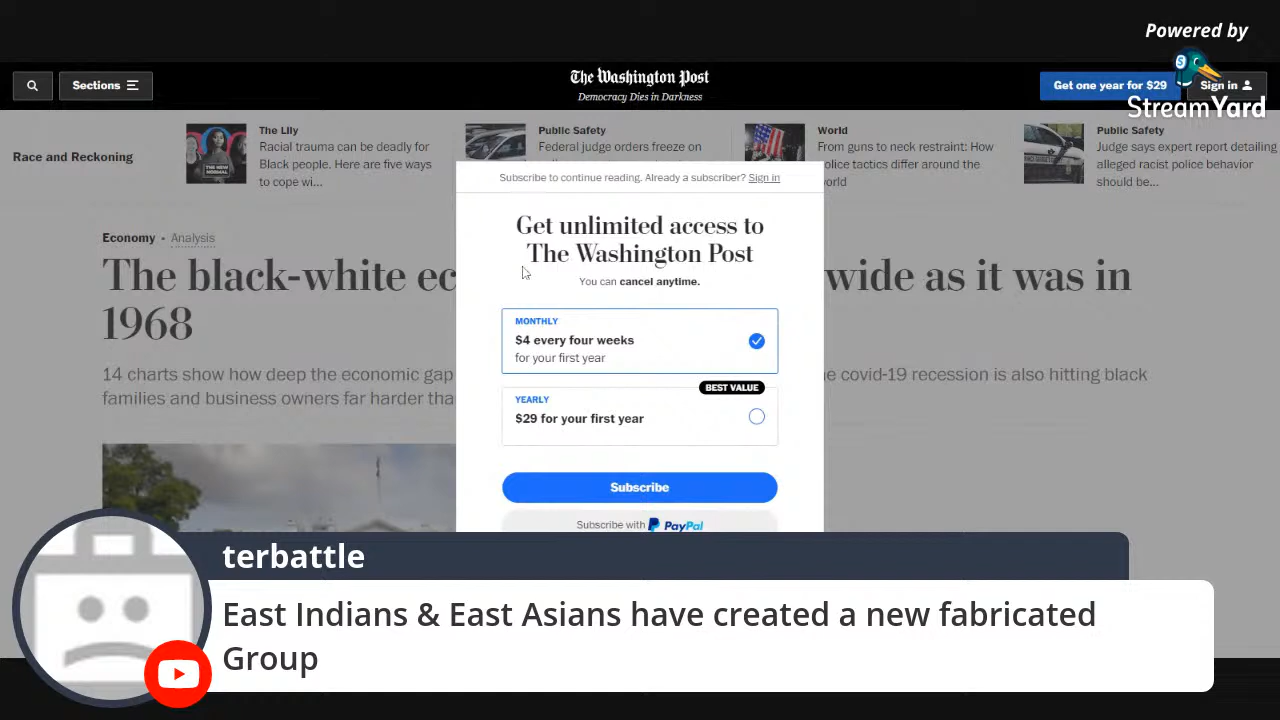 Powered by
StreamYard
Sections
The Washington Post
Democracy Dies in Darkness
Get one year for $29
Sign in
Race and Reckoning
The Lily
Racial trauma can be deadly for
Black people. Here are five ways
to cope wi...
THE NEW
NORMAL
Public Safety
Federal judge orders freeze on
World
From guns to neck restraint: How
police tactics differ around the
world
Public Safety
Judge says expert report detailing
alleged racist police behavior
should be...
Subscribe to continue reading. Already a subscriber? Sign in
Get unlimited access to
The Washington Post
You can cancel anytime.
MONTHLY
$4 every four weeks
for your first year
BEST VALUE
YEARLY
$29 for your first year
Subscribe
Subscribe with PayPal
Economy • Analysis
The black-white ec wide as it was in
1968
14 charts show how deep the economic gap e covid-19 recession is also hitting black
families and business owners far harder tha
terbattle
East Indians & East Asians have created a new fabricated
Group